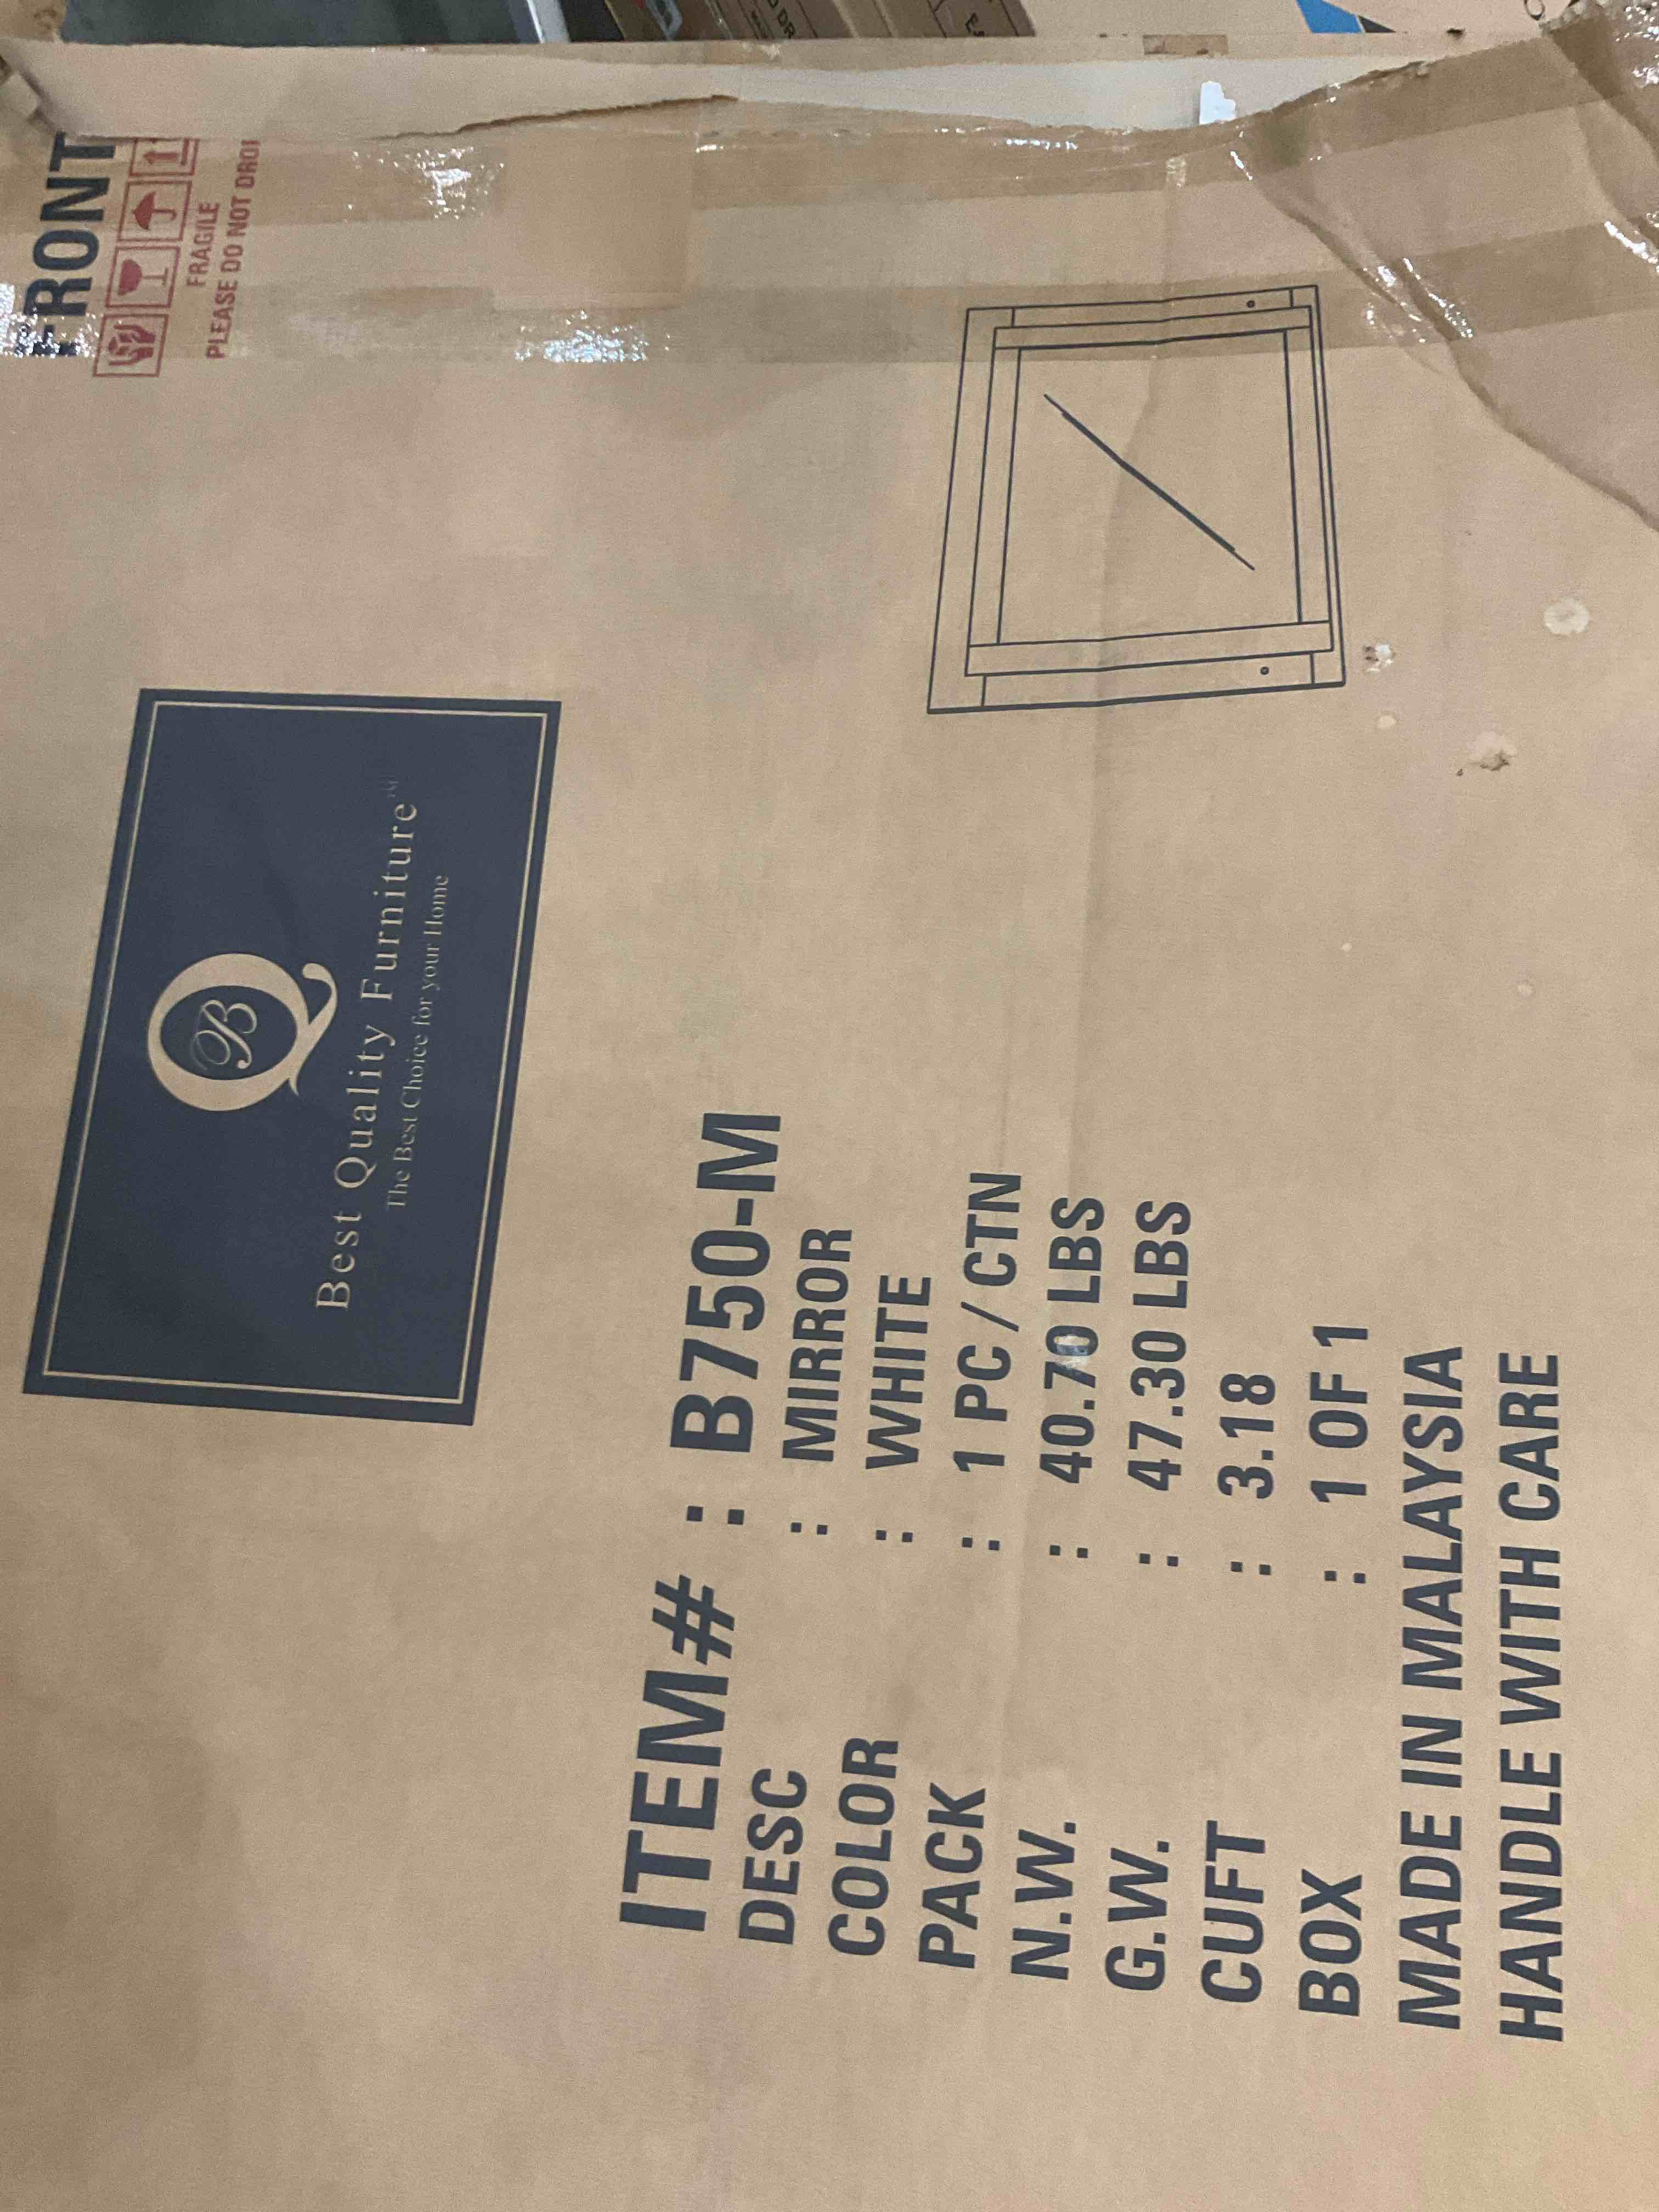 FRONT
FRAGILE
PLEASE DO NOT DROP
QB
Best Quality Furniture™
The Best Choice for your Home
ITEM# : B750-M
DESC : MIRROR
COLOR : WHITE
PACK : 1 PC / CTN
N.W. : 40.70 LBS
G.W. : 47.30 LBS
CUFT : 3.18
BOX : 1 OF 1
MADE IN MALAYSIA
HANDLE WITH CARE